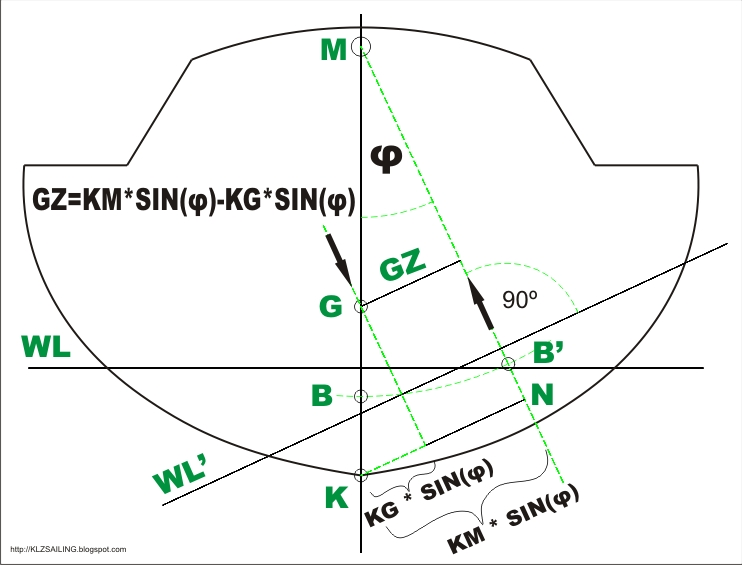 M
φ
GZ=KM*SIN(φ)-KG*SIN(φ)
GZ
G
90º
WL
B'
B
N
WL'
K
KG * SIN(φ)
KM * SIN(φ)
http://KLZSAILING.blogspot.com